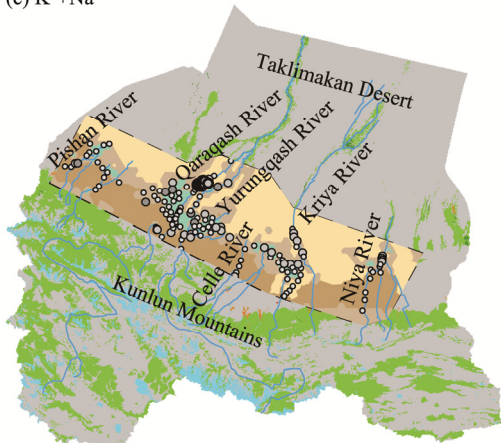 (c) K⁺+Na⁺
Taklimakan Desert
Pishan River
Qaraqash River
Yurungqash River
Kriya River
Celle River
Niya River
Kunlun Mountains